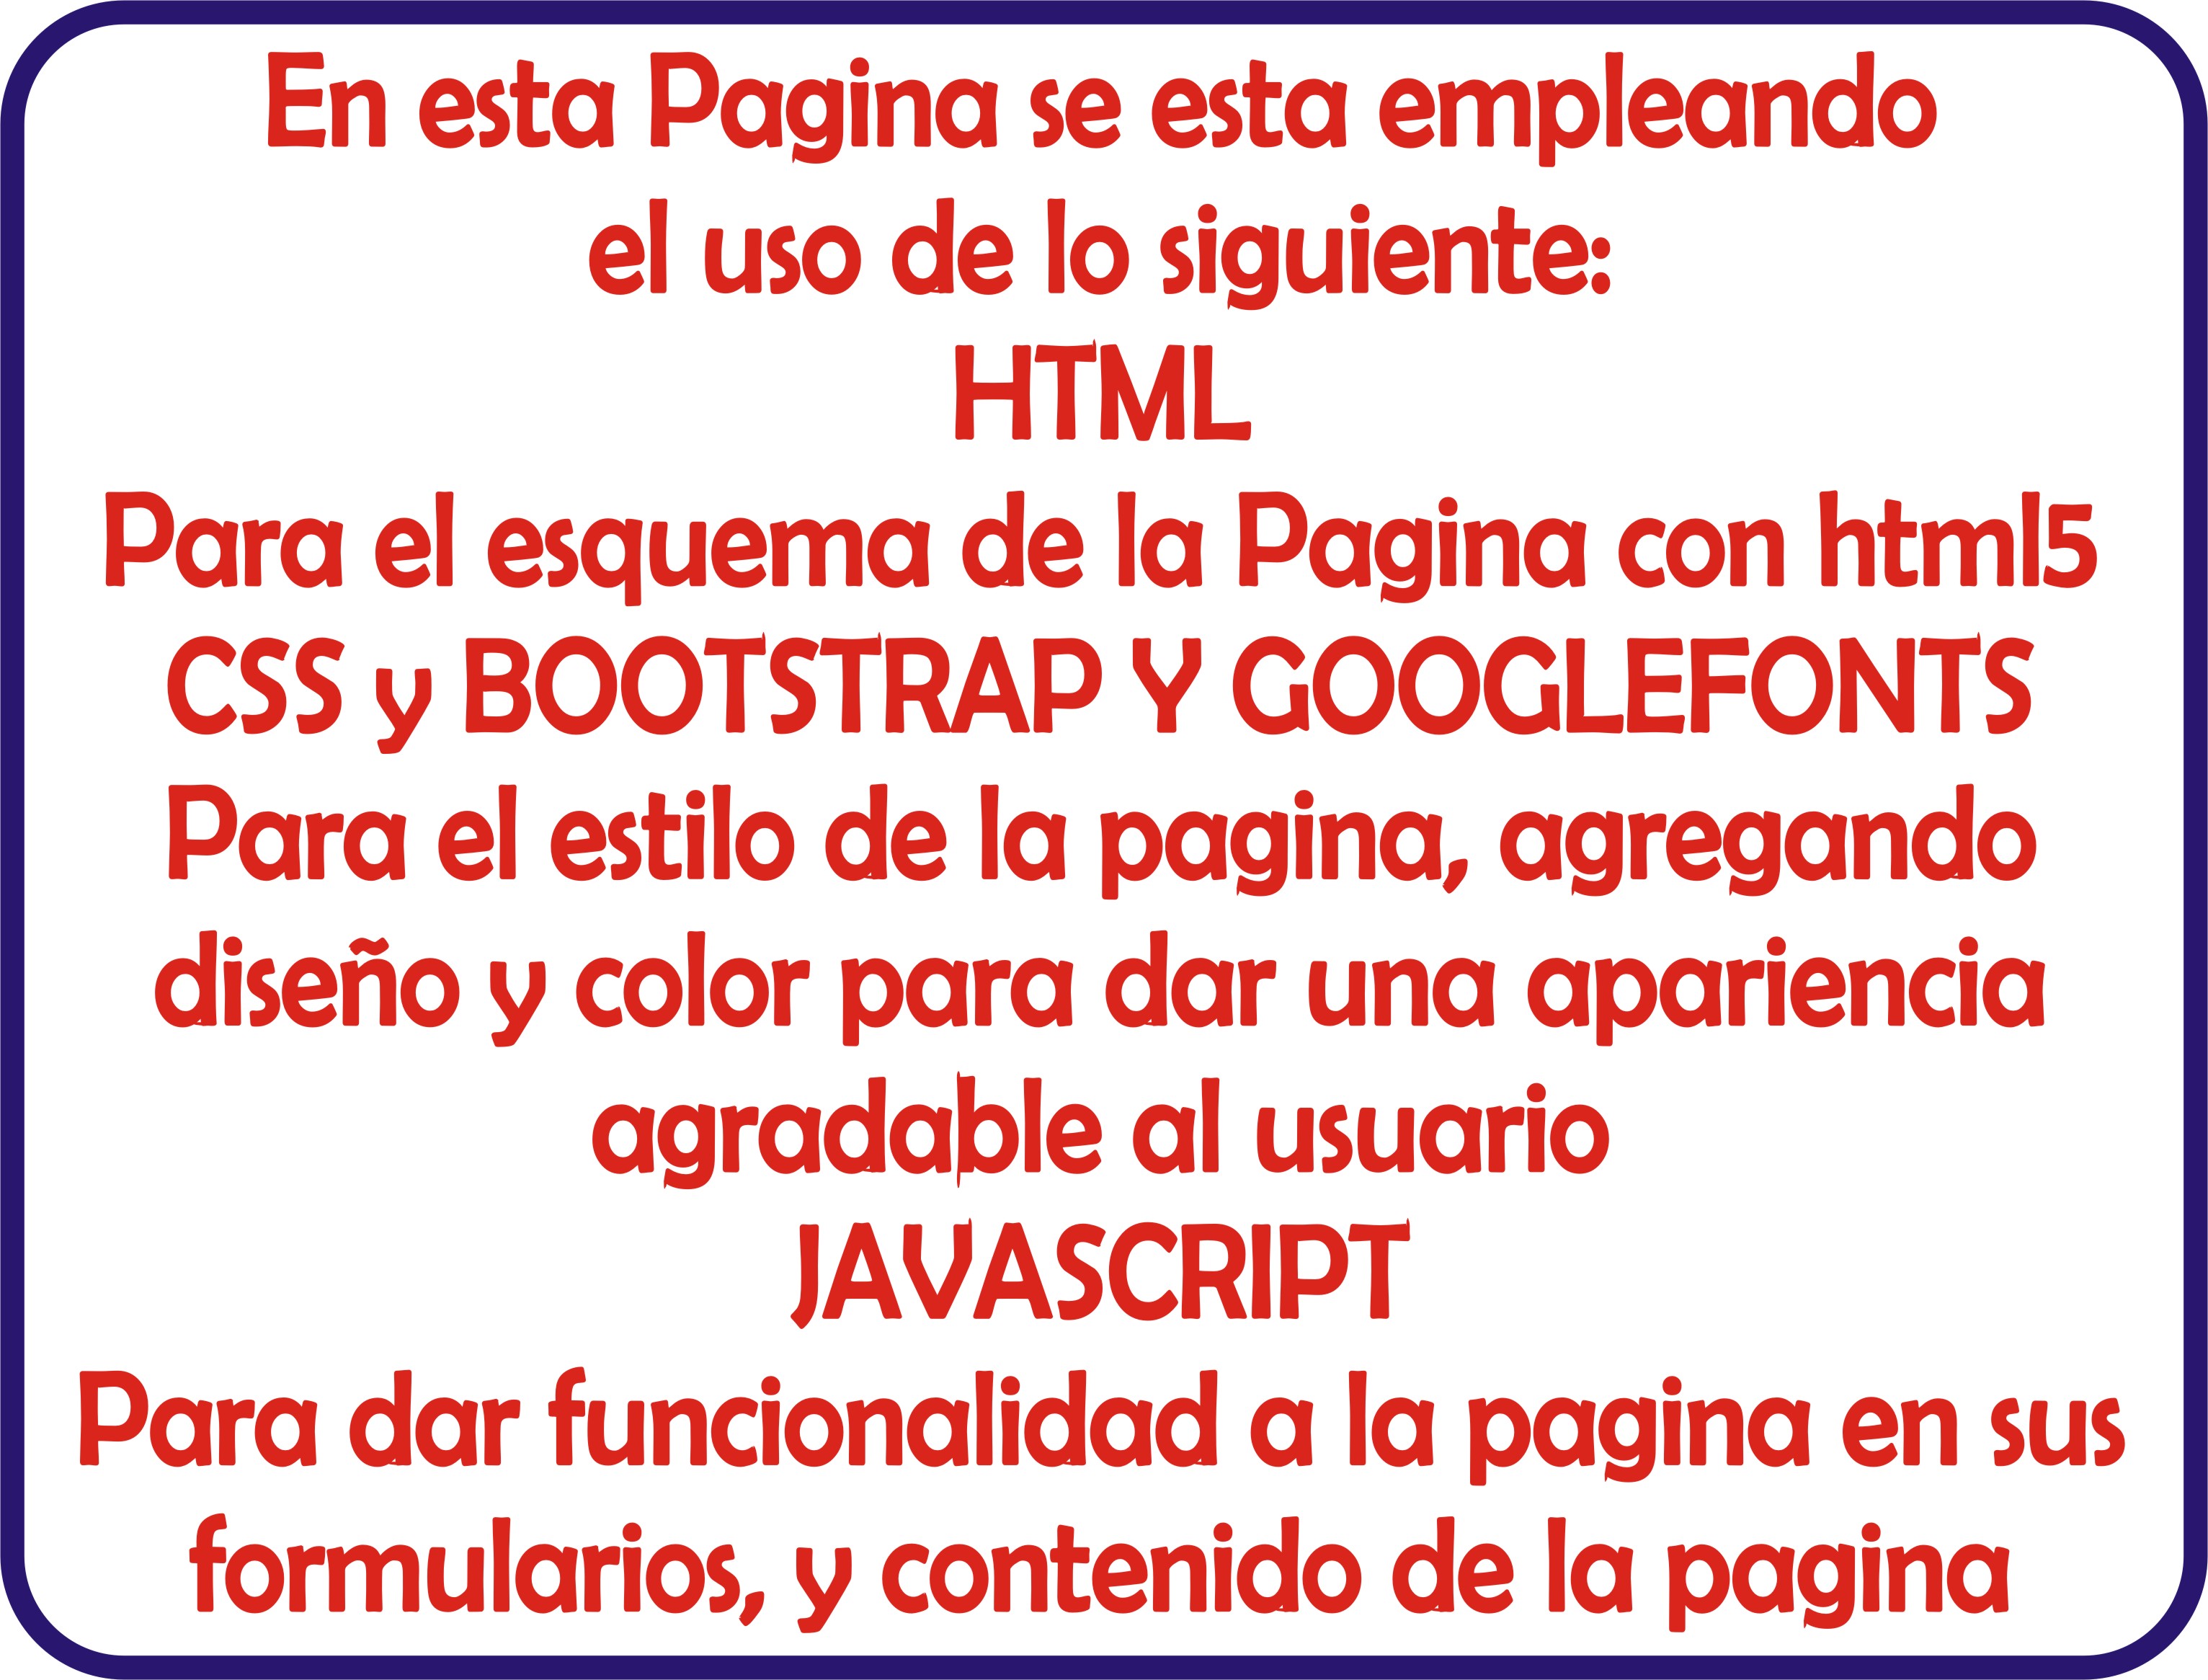 En esta Pagina se esta empleando
el uso de lo siguiente:
HTML
Para el esquema de la Pagina con html5
CSS y BOOTSTRAP Y GOOGLEFONTS
Para el estilo de la pagina, agregando
diseño y color para dar una apariencia
agradable al usuario
JAVASCRIPT
Para dar funcionalidad a la pagina en sus
formularios, y contenido de la pagina